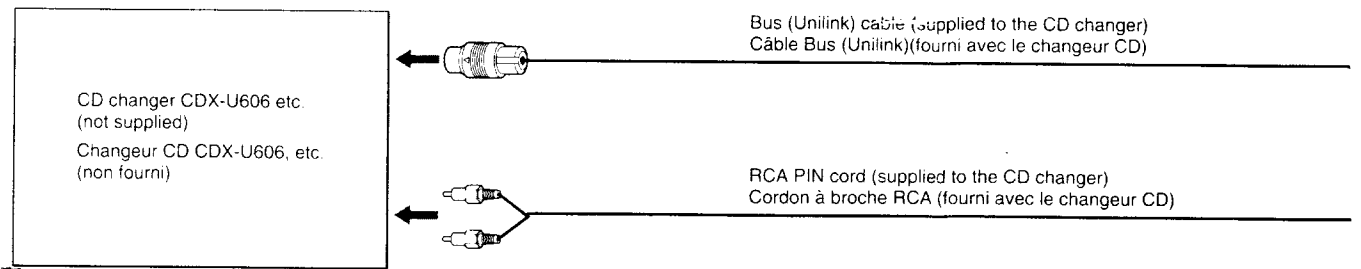 Bus (Unilink) cable (supplied to the CD changer)
Câble Bus (Unilink)(fourni avec le changeur CD)
CD changer CDX-U606 etc.
(not supplied)
Changeur CD CDX-U606, etc.
(non fourni)
RCA PIN cord (supplied to the CD changer)
Cordon à broche RCA (fourni avec le changeur CD)